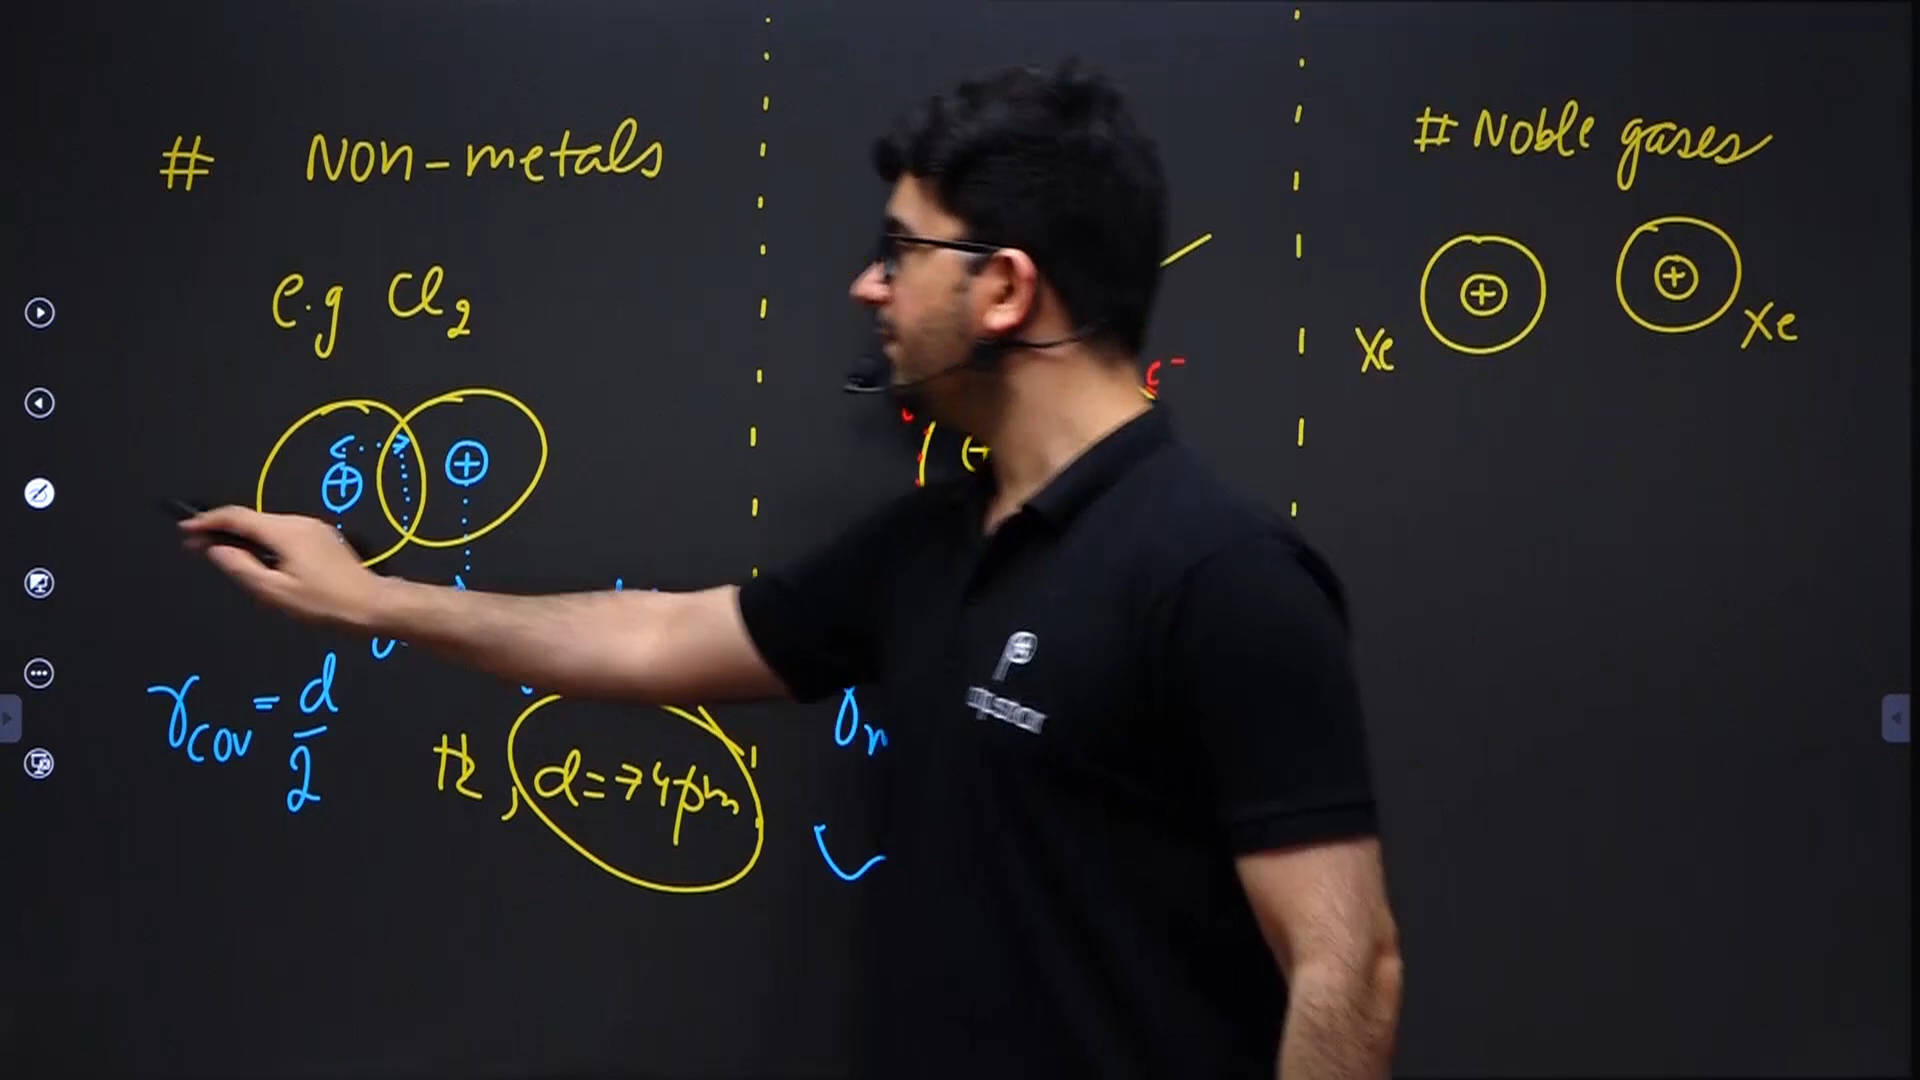 # Non-metals
e.g Cl2
rcov = d/2
H2, d = 74pm
e-
# Noble gases
Xe
Xe